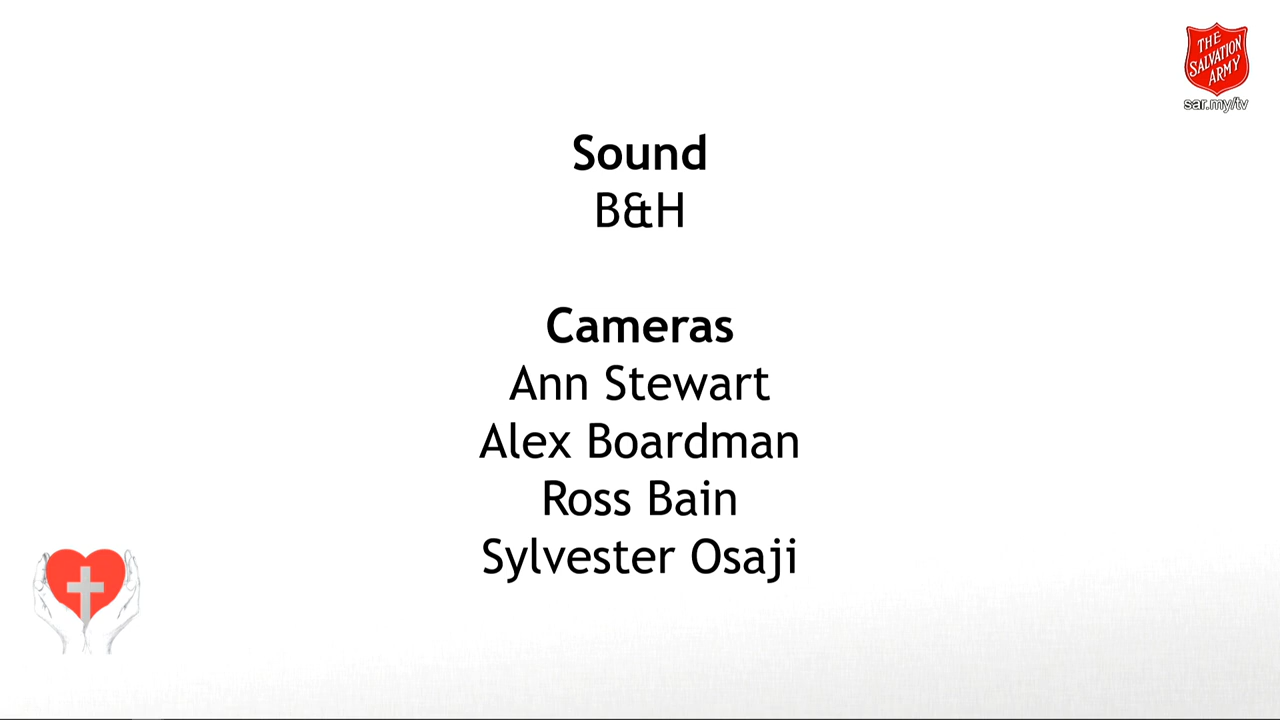 THE
SALVATION
ARMY
sar.my/tv
Sound
B&H
Cameras
Ann Stewart
Alex Boardman
Ross Bain
Sylvester Osaji